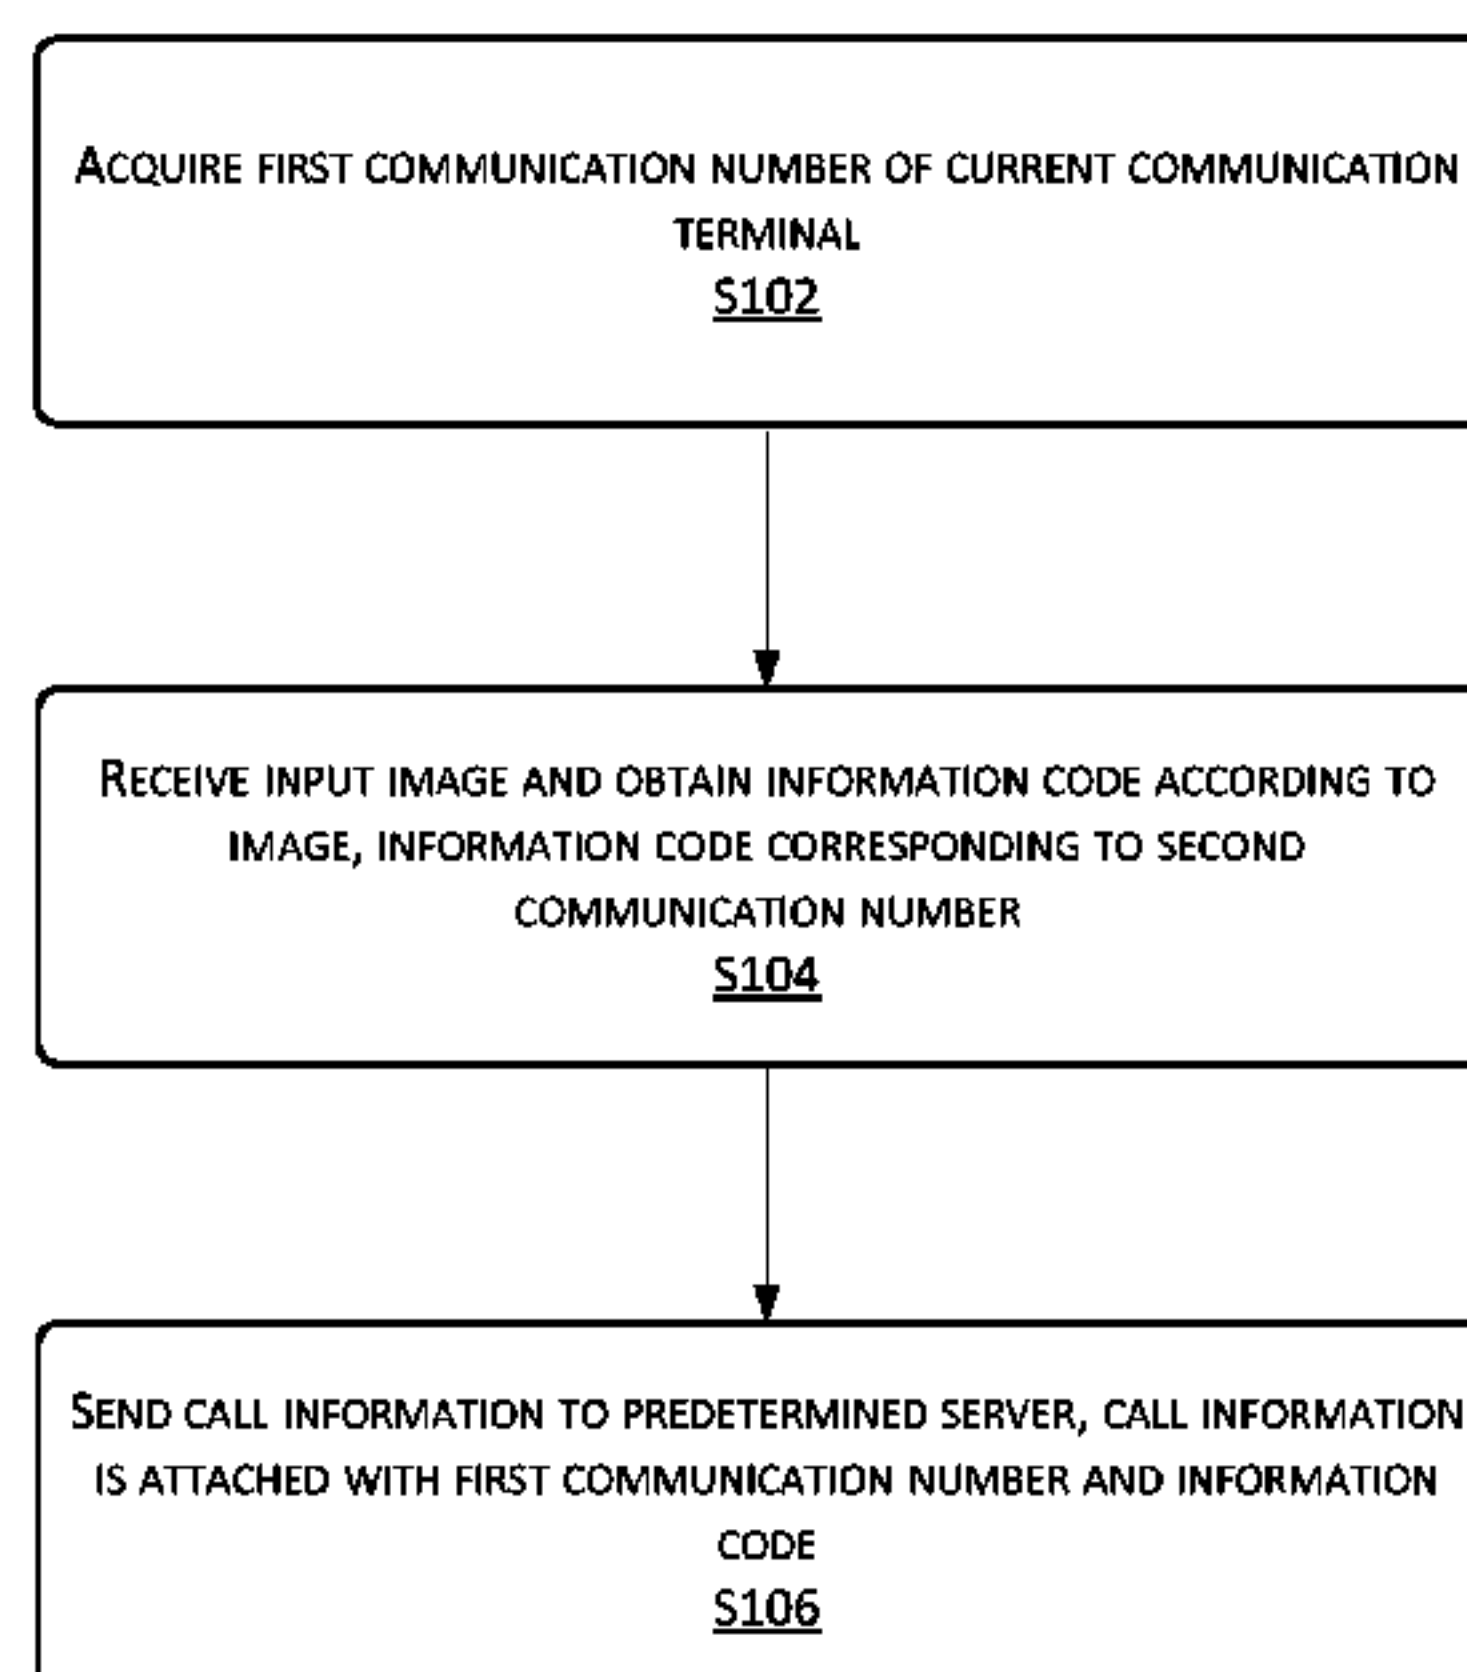 ACQUIRE FIRST COMMUNICATION NUMBER OF CURRENT COMMUNICATION
TERMINAL
S102
RECEIVE INPUT IMAGE AND OBTAIN INFORMATION CODE ACCORDING TO
IMAGE, INFORMATION CODE CORRESPONDING TO SECOND
COMMUNICATION NUMBER
S104
SEND CALL INFORMATION TO PREDETERMINED SERVER, CALL INFORMATION
IS ATTACHED WITH FIRST COMMUNICATION NUMBER AND INFORMATION
CODE
S106